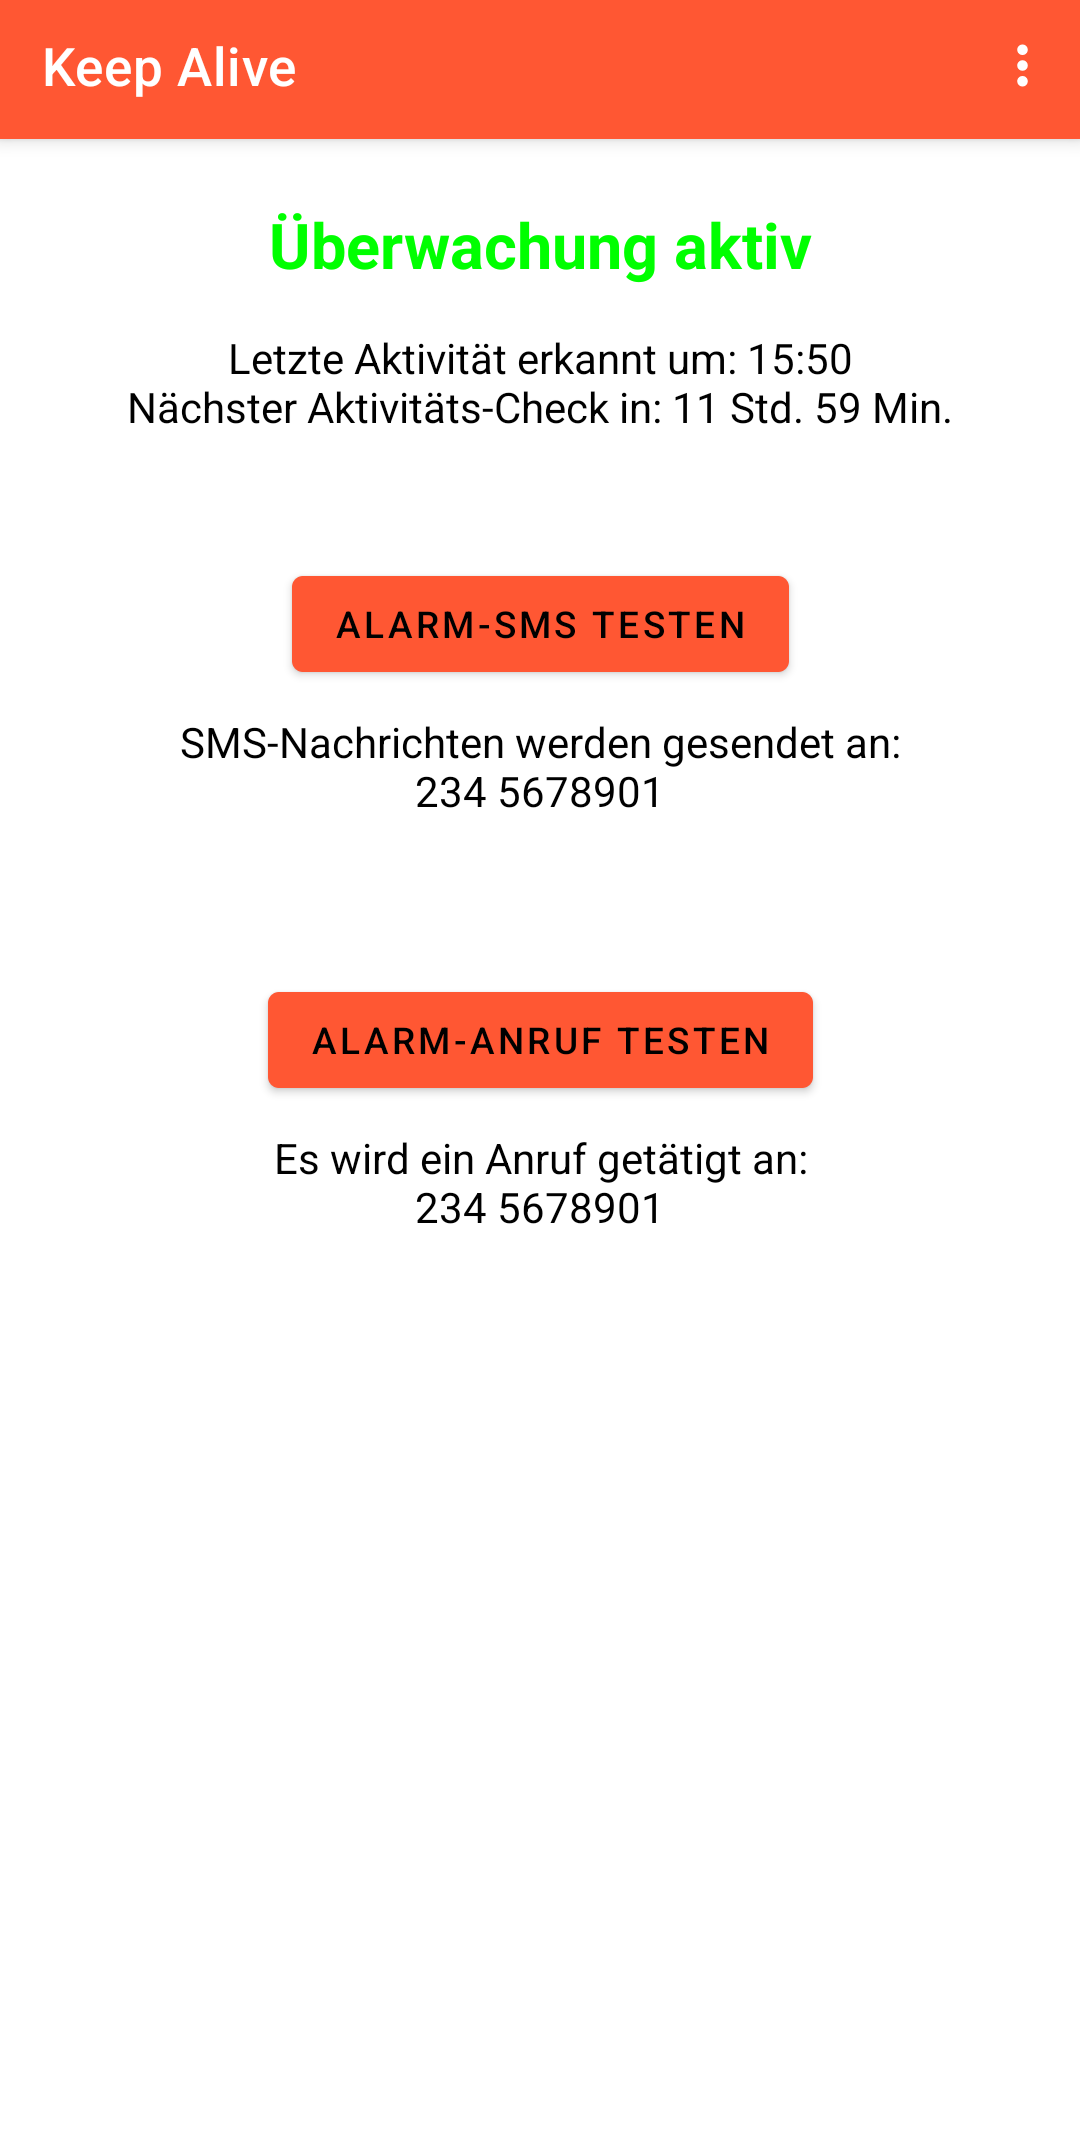 Keep Alive
Überwachung aktiv
Letzte Aktivität erkannt um: 15:50
Nächster Aktivitäts-Check in: 11 Std. 59 Min.
ALARM-SMS TESTEN
SMS-Nachrichten werden gesendet an:
234 5678901
ALARM-ANRUF TESTEN
Es wird ein Anruf getätigt an:
234 5678901